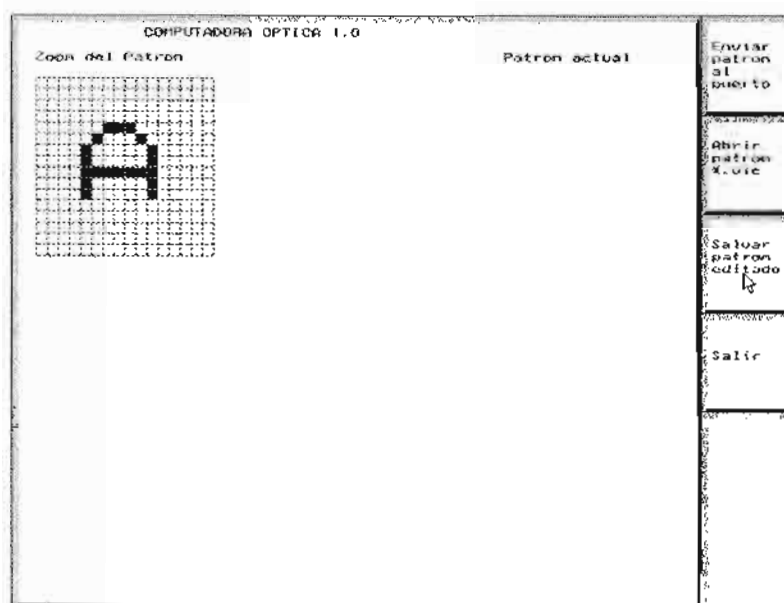 COMPUTADORA OPTICA 1.0
Zoom del Patron
Patron actual
A
Enviar
patron
al
puerto
Abrir
patron
X.vie
Salvar
patron
editado
Salir